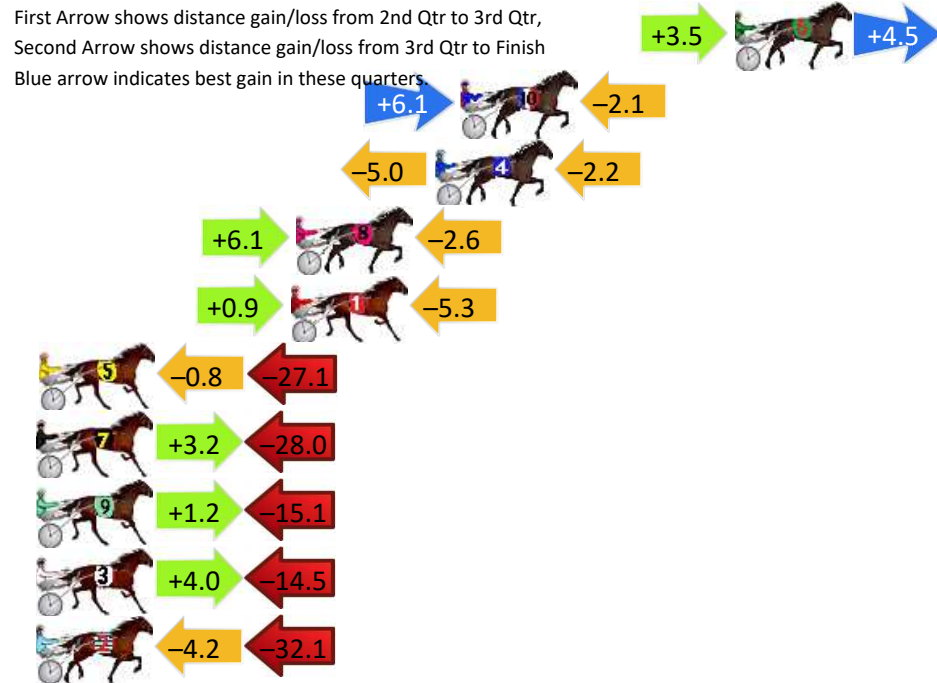 First Arrow shows distance gain/loss from 2nd Qtr to 3rd Qtr,
Second Arrow shows distance gain/loss from 3rd Qtr to Finish
Blue arrow indicates best gain in these quarters.
+3.5 6 +4.5
+6.1 10 −2.1
−5.0 4 −2.2
+6.1 8 −2.6
+0.9 1 −5.3
5 −0.8 −27.1
7 +3.2 −28.0
9 +1.2 −15.1
3 +4.0 −14.5
2 −4.2 −32.1